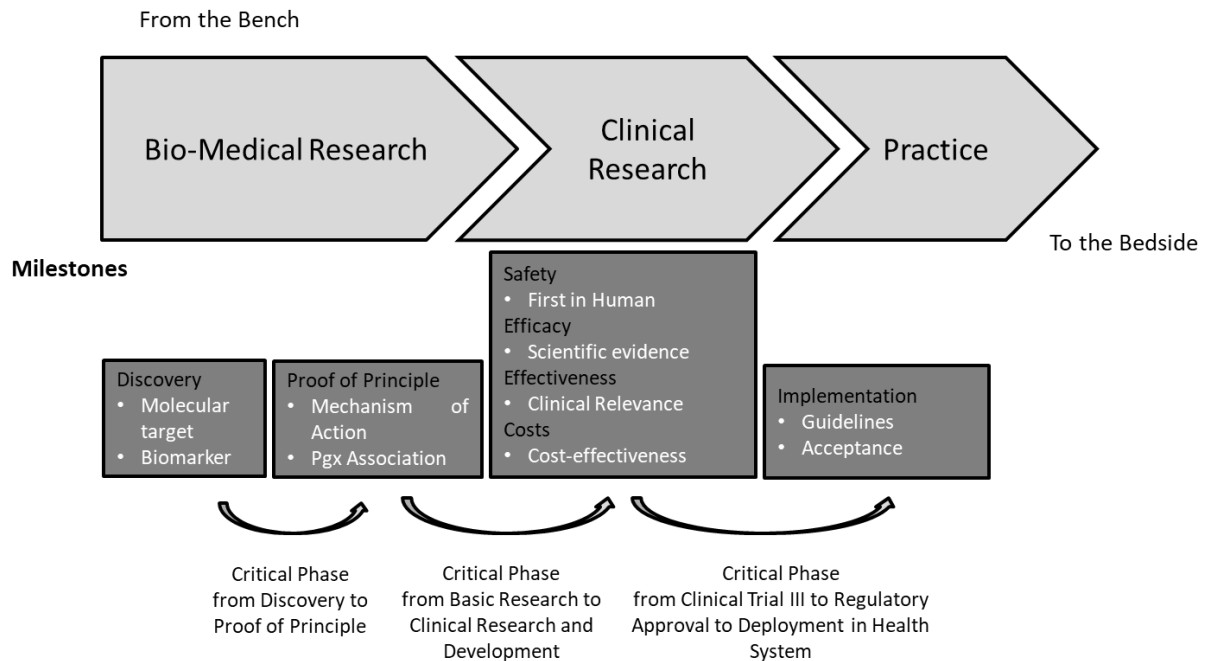 From the Bench
Bio-Medical Research
Clinical
Research
Practice
To the Bedside
Milestones
Discovery
• Molecular
target
• Biomarker
Proof of Principle
• Mechanism of
Action
• Pgx Association
Safety
• First in Human
Efficacy
• Scientific evidence
Effectiveness
• Clinical Relevance
Costs
• Cost-effectiveness
Implementation
• Guidelines
• Acceptance
Critical Phase
from Discovery to
Proof of Principle
Critical Phase
from Basic Research to
Clinical Research and
Development
Critical Phase
from Clinical Trial III to Regulatory
Approval to Deployment in Health
System